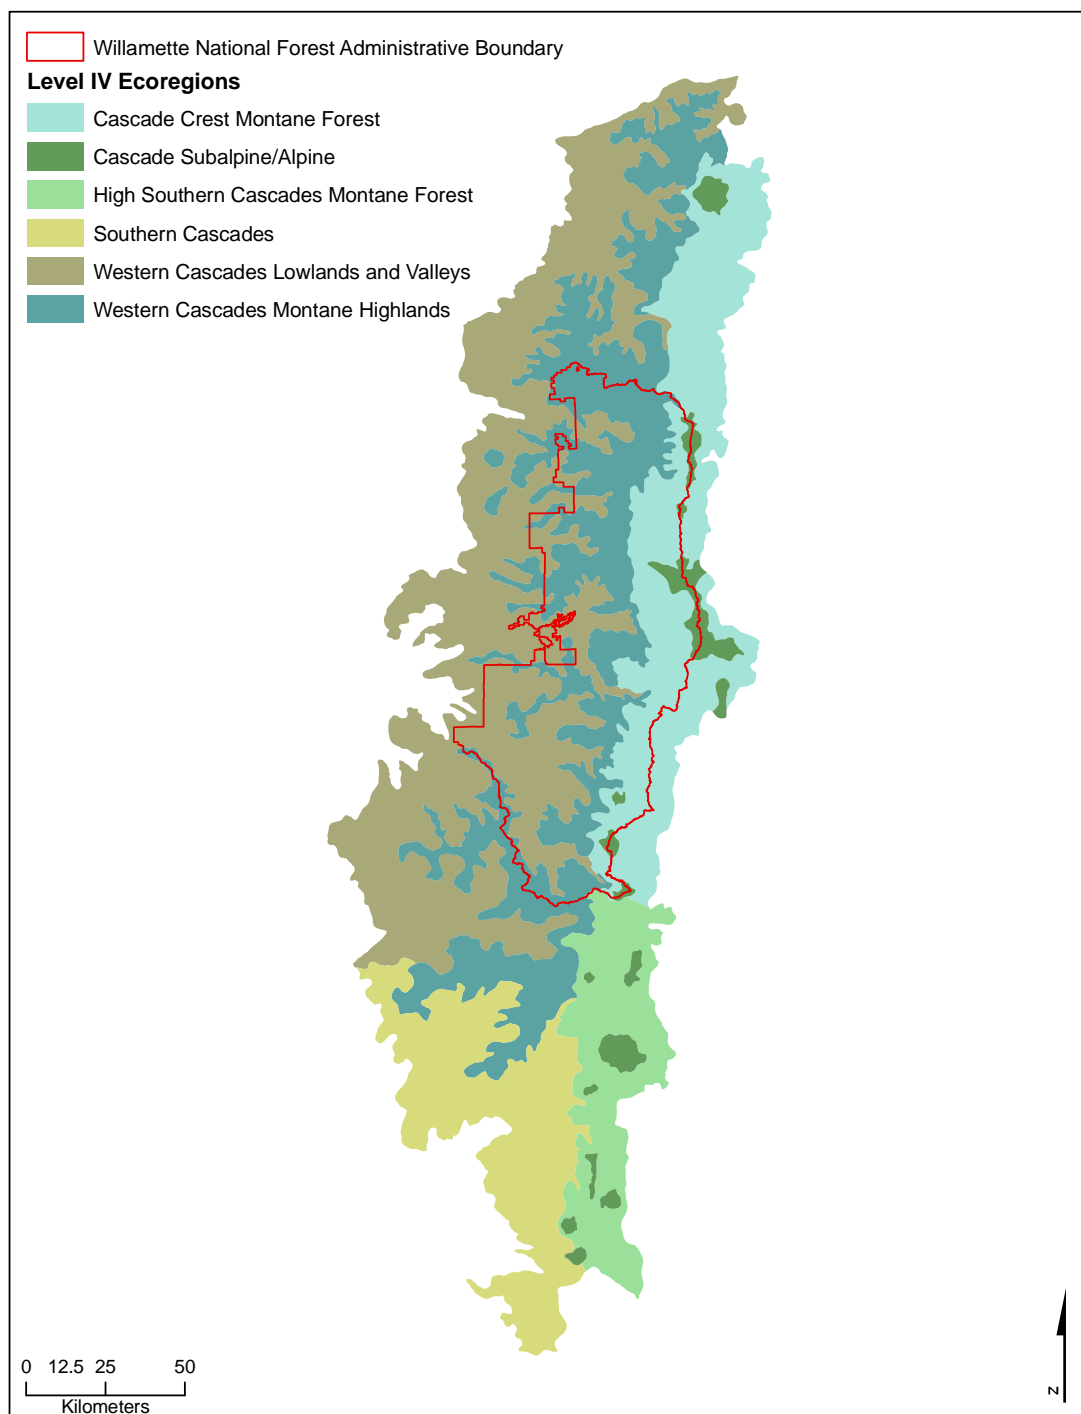 Willamette National Forest Administrative Boundary
Level IV Ecoregions
Cascade Crest Montane Forest
Cascade Subalpine/Alpine
High Southern Cascades Montane Forest
Southern Cascades
Western Cascades Lowlands and Valleys
Western Cascades Montane Highlands
0 12.5 25 50
Kilometers
N